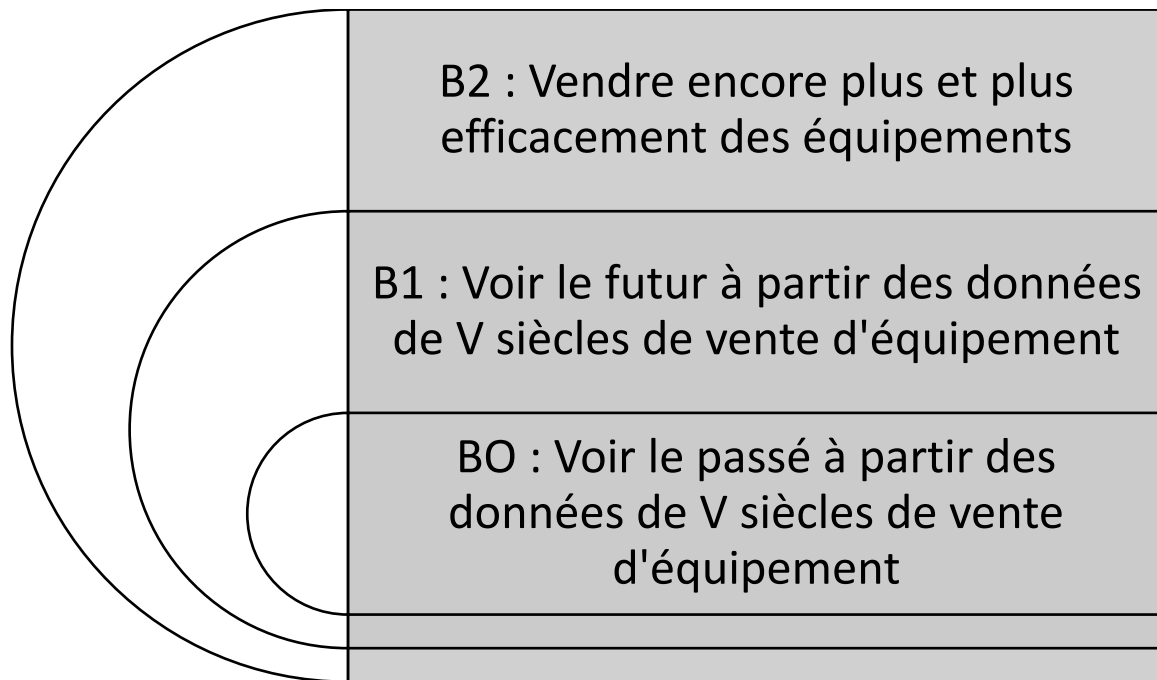 B2 : Vendre encore plus et plus
efficacement des équipements
B1 : Voir le futur à partir des données
de V siècles de vente d'équipement
BO : Voir le passé à partir des
données de V siècles de vente
d'équipement